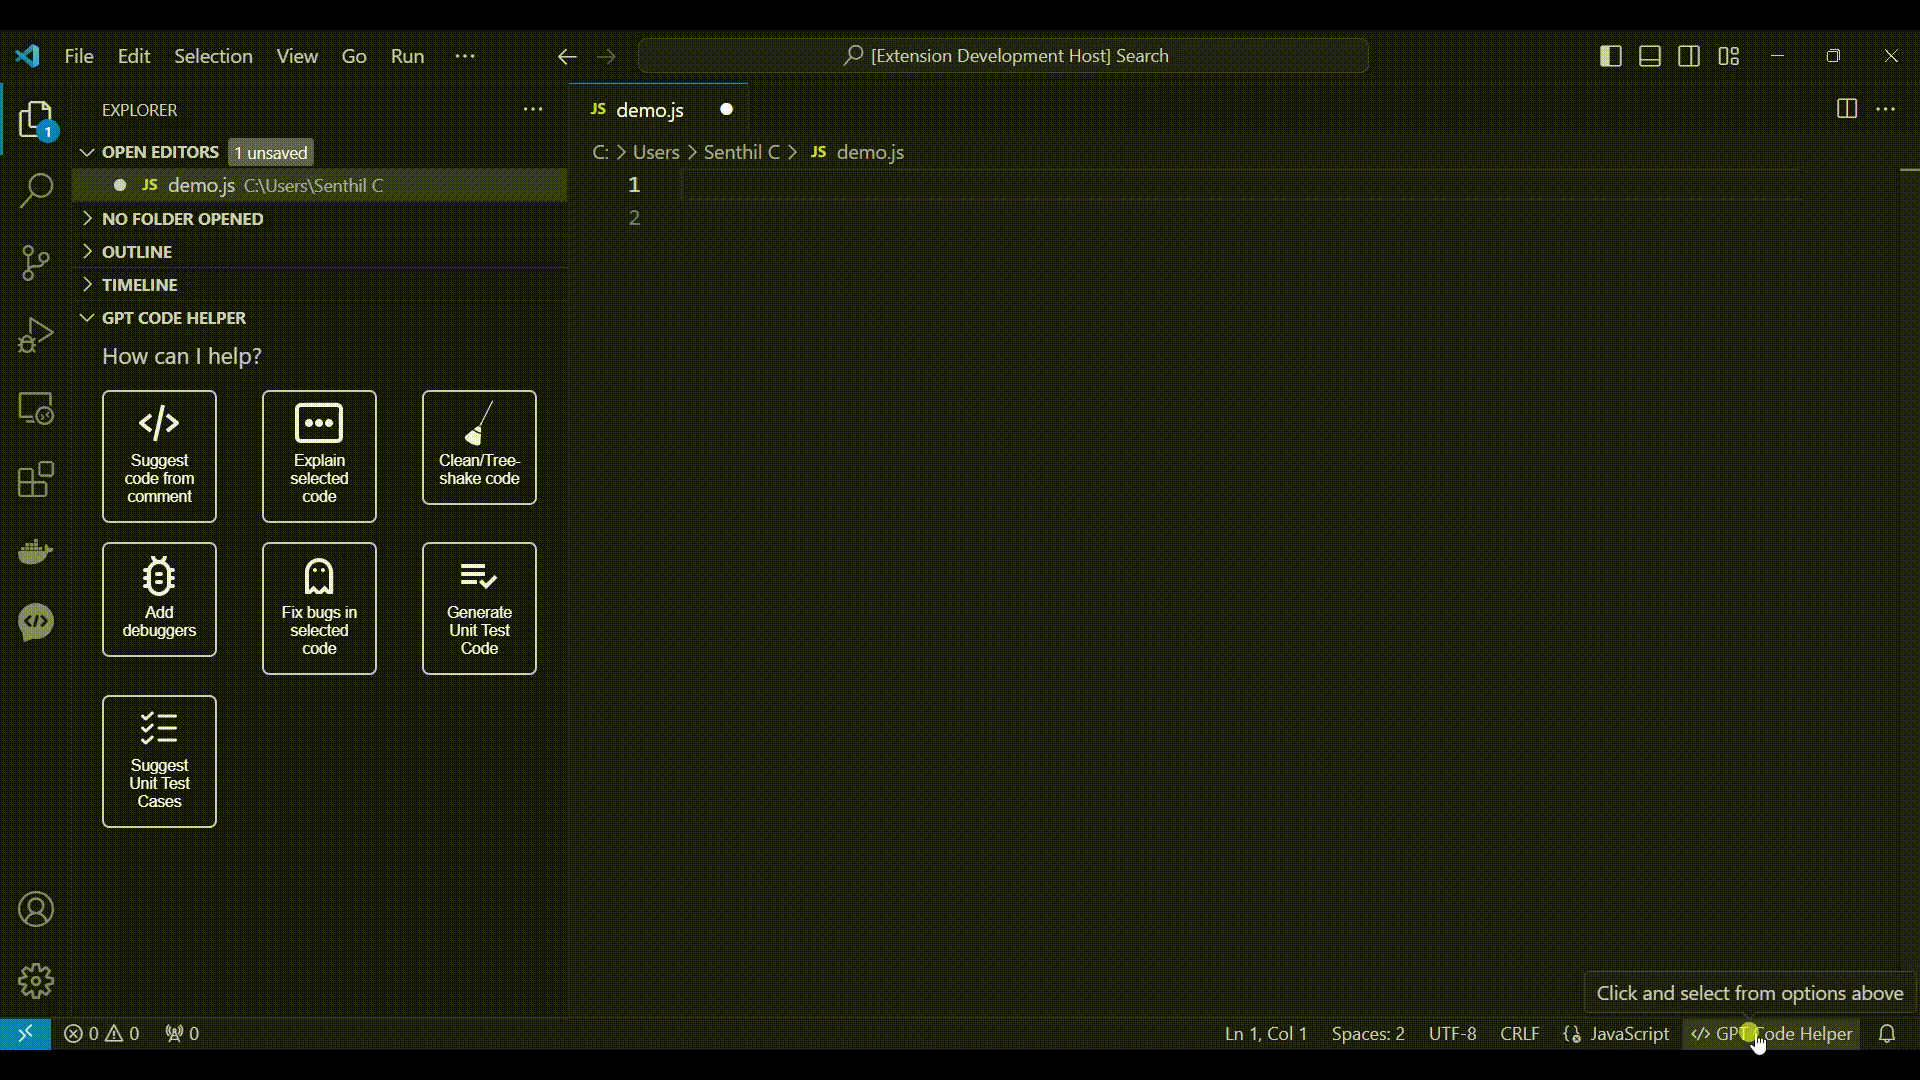 File Edit Selection View Go Run
[Extension Development Host] Search
EXPLORER
JS demo.js
OPEN EDITORS 1 unsaved
C: > Users > Senthil C > JS demo.js
JS demo.js C:\Users\Senthil C
1
2
NO FOLDER OPENED
OUTLINE
TIMELINE
GPT CODE HELPER
How can I help?
Suggest
code from
comment
Explain
selected
code
Clean/Tree-
shake code
Add
debuggers
Fix bugs in
selected
code
Generate
Unit Test
Code
Suggest
Unit Test
Cases
1
Click and select from options above
0 0 0
Ln 1, Col 1 Spaces: 2 UTF-8 CRLF JavaScript GPT Code Helper